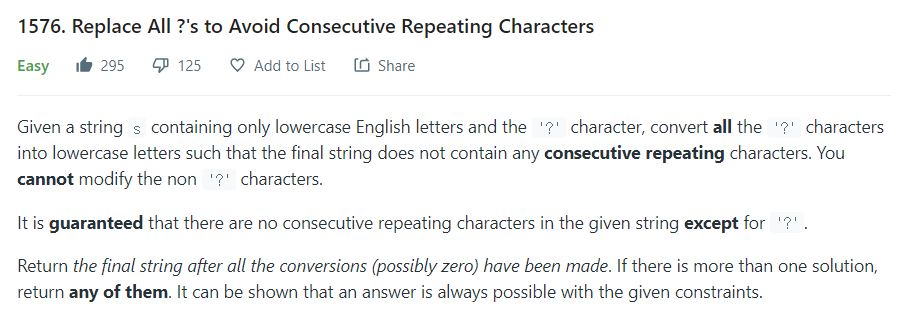 1576. Replace All ?'s to Avoid Consecutive Repeating Characters
Easy 295 125 Add to List Share
Given a string s containing only lowercase English letters and the '?' character, convert all the '?' characters
into lowercase letters such that the final string does not contain any consecutive repeating characters. You
cannot modify the non '?' characters.
It is guaranteed that there are no consecutive repeating characters in the given string except for '?'.
Return the final string after all the conversions (possibly zero) have been made. If there is more than one solution,
return any of them. It can be shown that an answer is always possible with the given constraints.